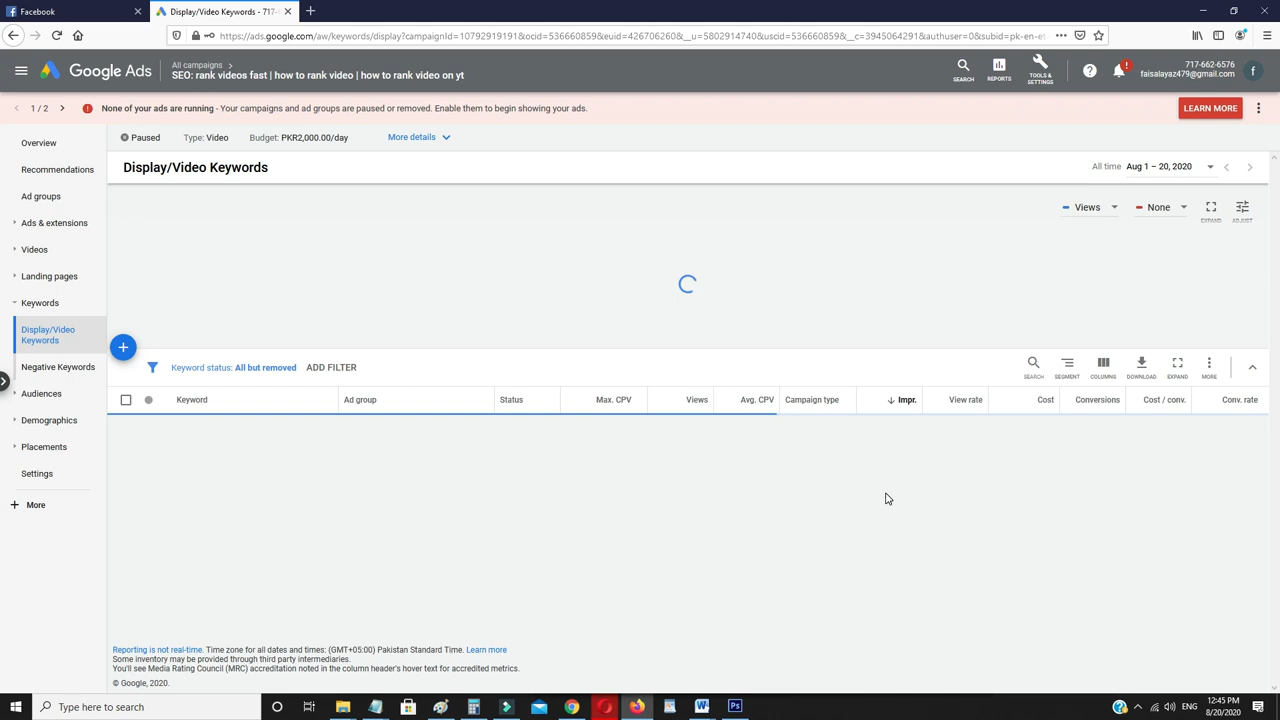 Facebook
Display/Video Keywords - 717-
https://ads.google.com/aw/keywords/display?campaignId=10792919191&ocid=536660859&euid=426706260&__u=5802914740&uscid=536660859&__c=3945064291&authuser=0&subid=pk-en-et
Google Ads
All campaigns
SEO: rank videos fast | how to rank video | how to rank video on yt
SEARCH
REPORTS
TOOLS & SETTINGS
717-662-6576
faisalayaz479@gmail.com
f
1 / 2
None of your ads are running - Your campaigns and ad groups are paused or removed. Enable them to begin showing your ads.
LEARN MORE
Overview
Recommendations
Ad groups
Ads & extensions
Videos
Landing pages
Keywords
Display/Video
Keywords
Negative Keywords
Audiences
Demographics
Placements
Settings
More
Paused
Type: Video
Budget: PKR2,000.00/day
More details
Display/Video Keywords
All time Aug 1 – 20, 2020
Views
None
EXPAND
ADJUST
Keyword status: All but removed
ADD FILTER
SEARCH
SEGMENT
COLUMNS
DOWNLOAD
EXPAND
MORE
Keyword
Ad group
Status
Max. CPV
Views
Avg. CPV
Campaign type
Impr.
View rate
Cost
Conversions
Cost / conv.
Conv. rate
Reporting is not real-time. Time zone for all dates and times: (GMT+05:00) Pakistan Standard Time. Learn more
Some inventory may be provided through third party intermediaries.
You'll see Media Rating Council (MRC) accreditation noted in the column header's hover text for accredited metrics.
© Google, 2020.
Type here to search
ENG
12:45 PM
8/20/2020